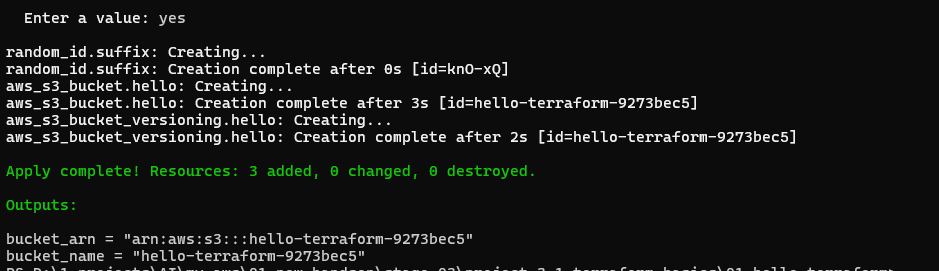 Enter a value: yes
random_id.suffix: Creating...
random_id.suffix: Creation complete after 0s [id=knO-xQ]
aws_s3_bucket.hello: Creating...
aws_s3_bucket.hello: Creation complete after 3s [id=hello-terraform-9273bec5]
aws_s3_bucket_versioning.hello: Creating...
aws_s3_bucket_versioning.hello: Creation complete after 2s [id=hello-terraform-9273bec5]
Apply complete! Resources: 3 added, 0 changed, 0 destroyed.
Outputs:
bucket_arn = "arn:aws:s3:::hello-terraform-9273bec5"
bucket_name = "hello-terraform-9273bec5"